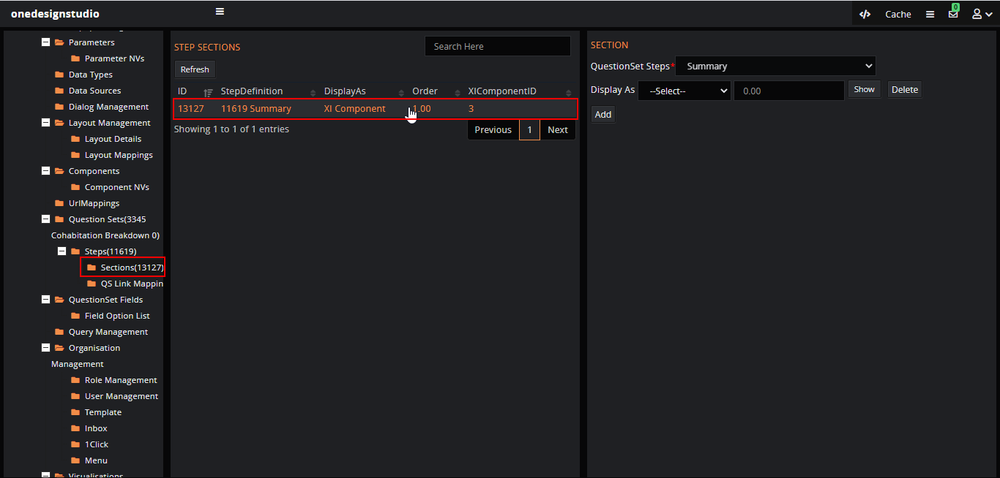 onedesignstudio
Cache
0
Parameters
Parameter NVs
Data Types
Data Sources
Dialog Management
Layout Management
Layout Details
Layout Mappings
Components
Component NVs
UrlMappings
Question Sets(3345
Cohabitation Breakdown 0)
Steps(11619)
Sections(13127)
QS Link Mappin
QuestionSet Fields
Field Option List
Query Management
Organisation
Management
Role Management
User Management
Template
Inbox
1Click
Menu
Visualisations
STEP SECTIONS
Search Here
Refresh
ID StepDefinition DisplayAs Order XIComponentID
13127 11619 Summary XI Component 1.00 3
Showing 1 to 1 of 1 entries
Previous 1 Next
SECTION
QuestionSet Steps* Summary
Display As --Select-- 0.00 Show Delete
Add